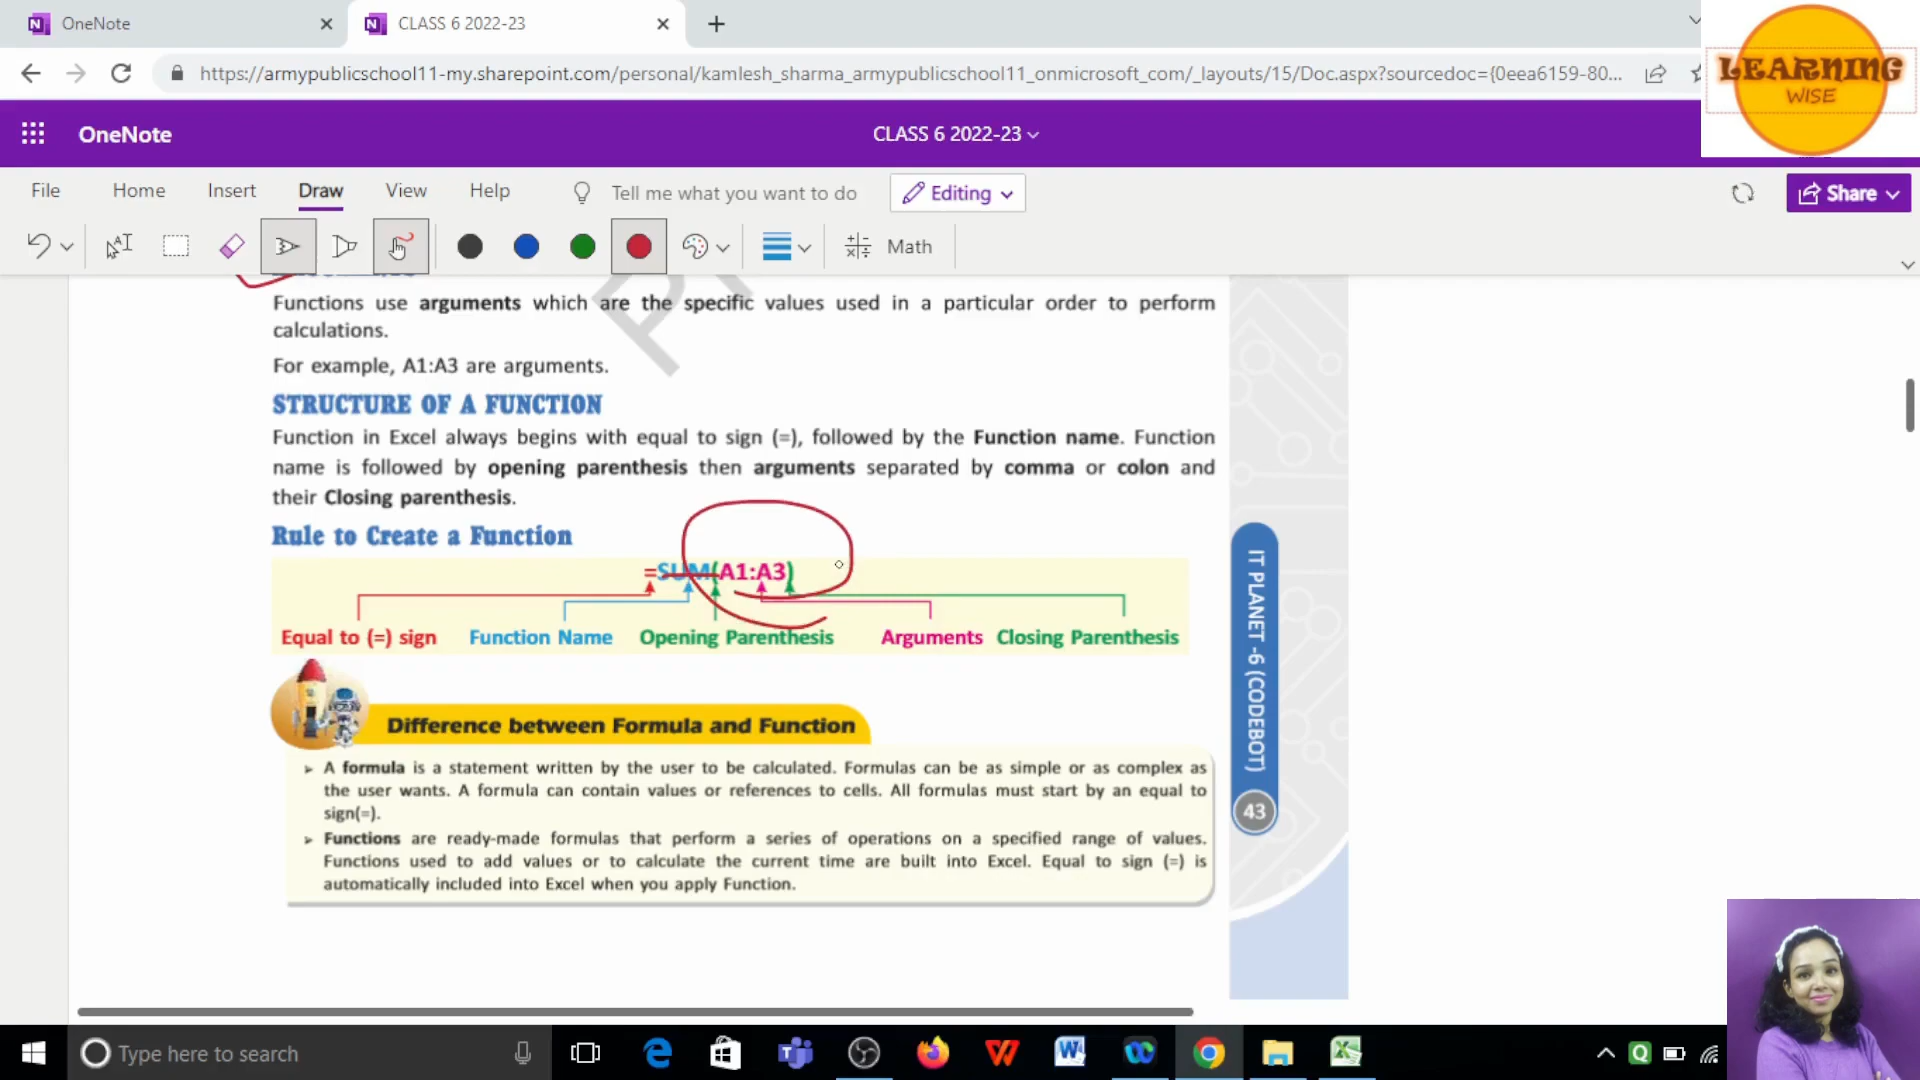 OneNote
CLASS 6 2022-23
https://armypublicschool11-my.sharepoint.com/personal/kamlesh_sharma_armypublicschool11_onmicrosoft_com/_layouts/15/Doc.aspx?sourcedoc={0eea6159-80...
LEARNING
WISE
OneNote
CLASS 6 2022-23
File Home Insert Draw View Help
Tell me what you want to do
Editing
Share
Math
Functions use arguments which are the specific values used in a particular order to perform
calculations.
For example, A1:A3 are arguments.
STRUCTURE OF A FUNCTION
Function in Excel always begins with equal to sign (=), followed by the Function name. Function
name is followed by opening parenthesis then arguments separated by comma or colon and
their Closing parenthesis.
Rule to Create a Function
=SUM(A1:A3)
Equal to (=) sign Function Name Opening Parenthesis Arguments Closing Parenthesis
Difference between Formula and Function
➤ A formula is a statement written by the user to be calculated. Formulas can be as simple or as complex as
the user wants. A formula can contain values or references to cells. All formulas must start by an equal to
sign(=).
➤ Functions are ready-made formulas that perform a series of operations on a specified range of values.
Functions used to add values or to calculate the current time are built into Excel. Equal to sign (=) is
automatically included into Excel when you apply Function.
IT PLANET -6 (CODEBOT)
43
Type here to search